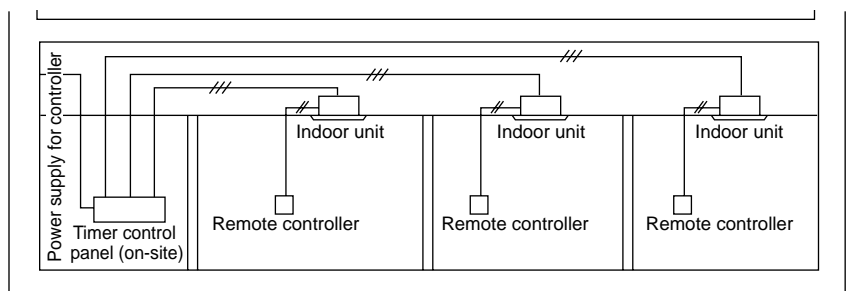 Power supply for controller
Indoor unit
Indoor unit
Indoor unit
Remote controller
Remote controller
Remote controller
Timer control
panel (on-site)